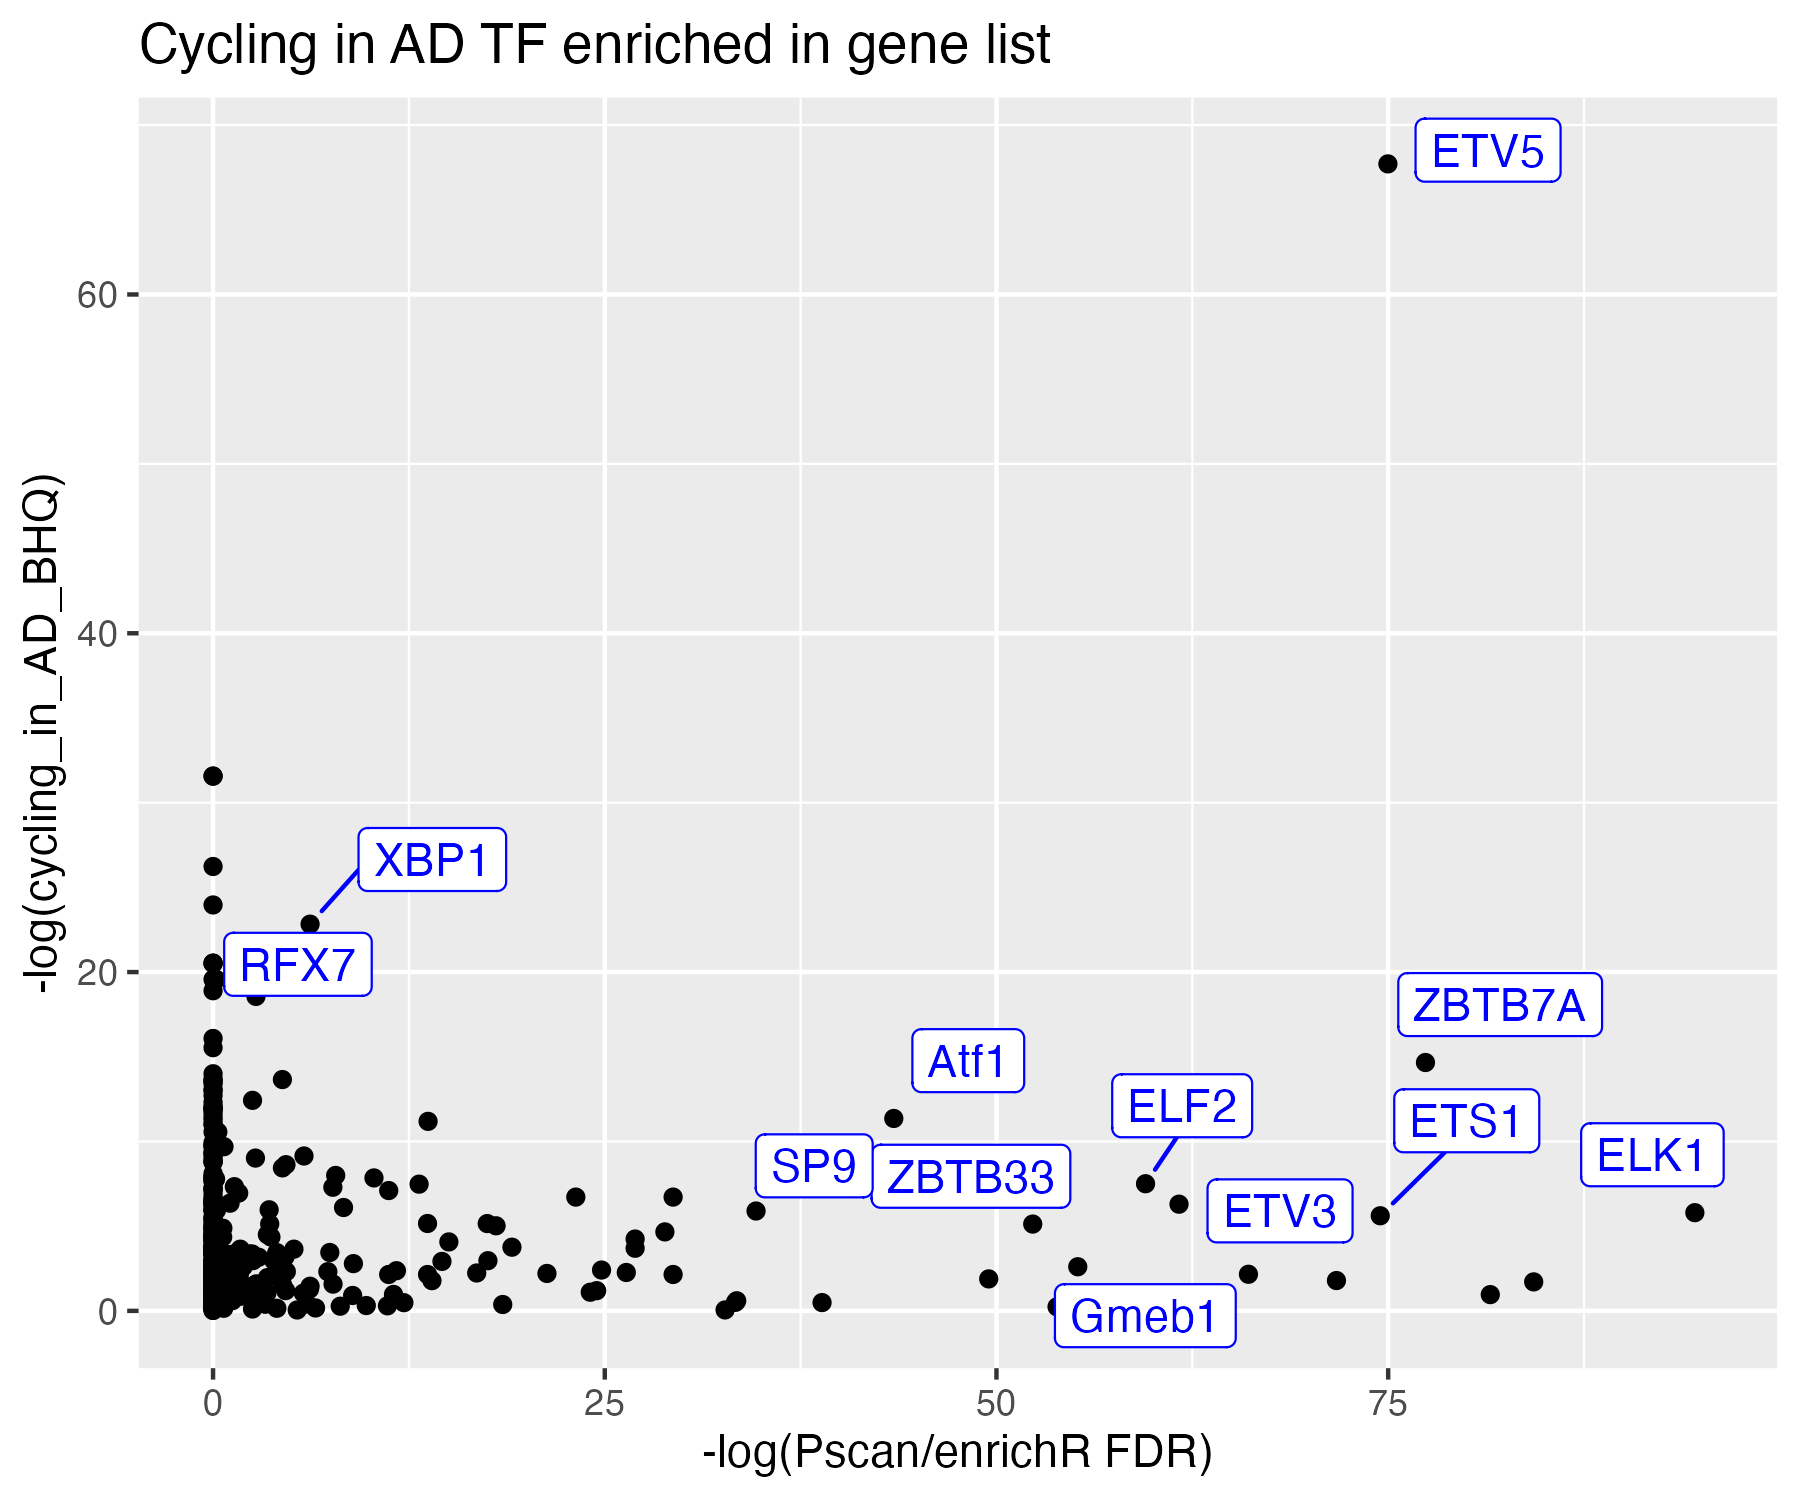 Cycling in AD TF enriched in gene list
ETV5
60
-log(cycling_in_AD_BHQ)
40
XBP1
RFX7
20
ZBTB7A
Atf1
ELF2
ETS1
SP9
ZBTB33
ELK1
ETV3
0
Gmeb1
0 25 50 75
-log(Pscan/enrichR FDR)